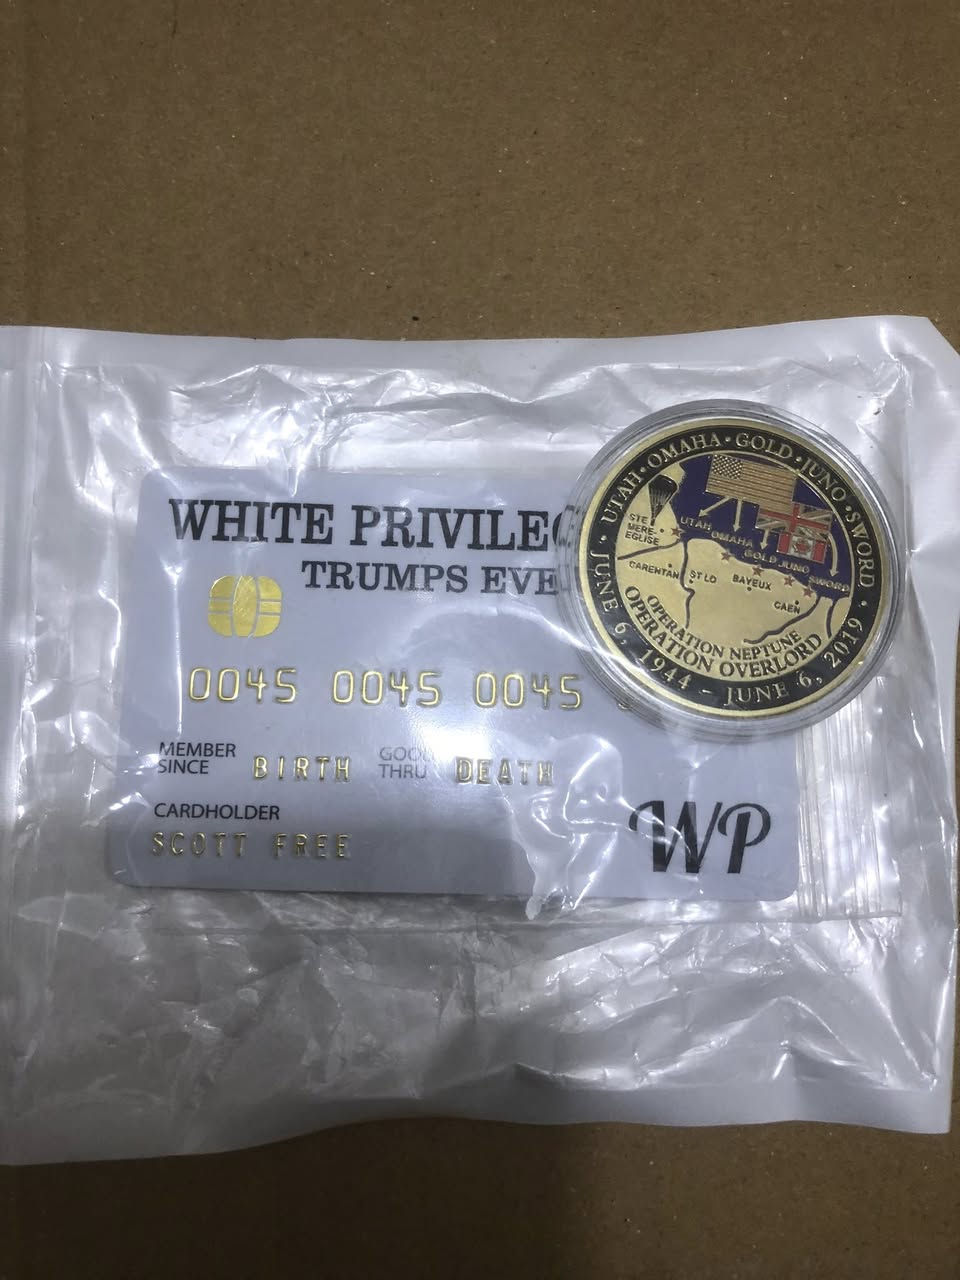 WHITE PRIVILEG
TRUMPS EVE
0045 0045 0045
MEMBER SINCE BIRTH GOOD THRU DEATH
CARDHOLDER
SCOTT FREE
WP
UTAH • OMAHA • GOLD • JUNO • SWORD •
STE
MERE-
EGLISE
UTAH
OMAHA
GOLD
JUNO
SWORD
CARENTAN
ST LO
BAYEUX
CAEN
OPERATION NEPTUNE
OPERATION OVERLORD
JUNE 6, 1944 – JUNE 6, 2019 •